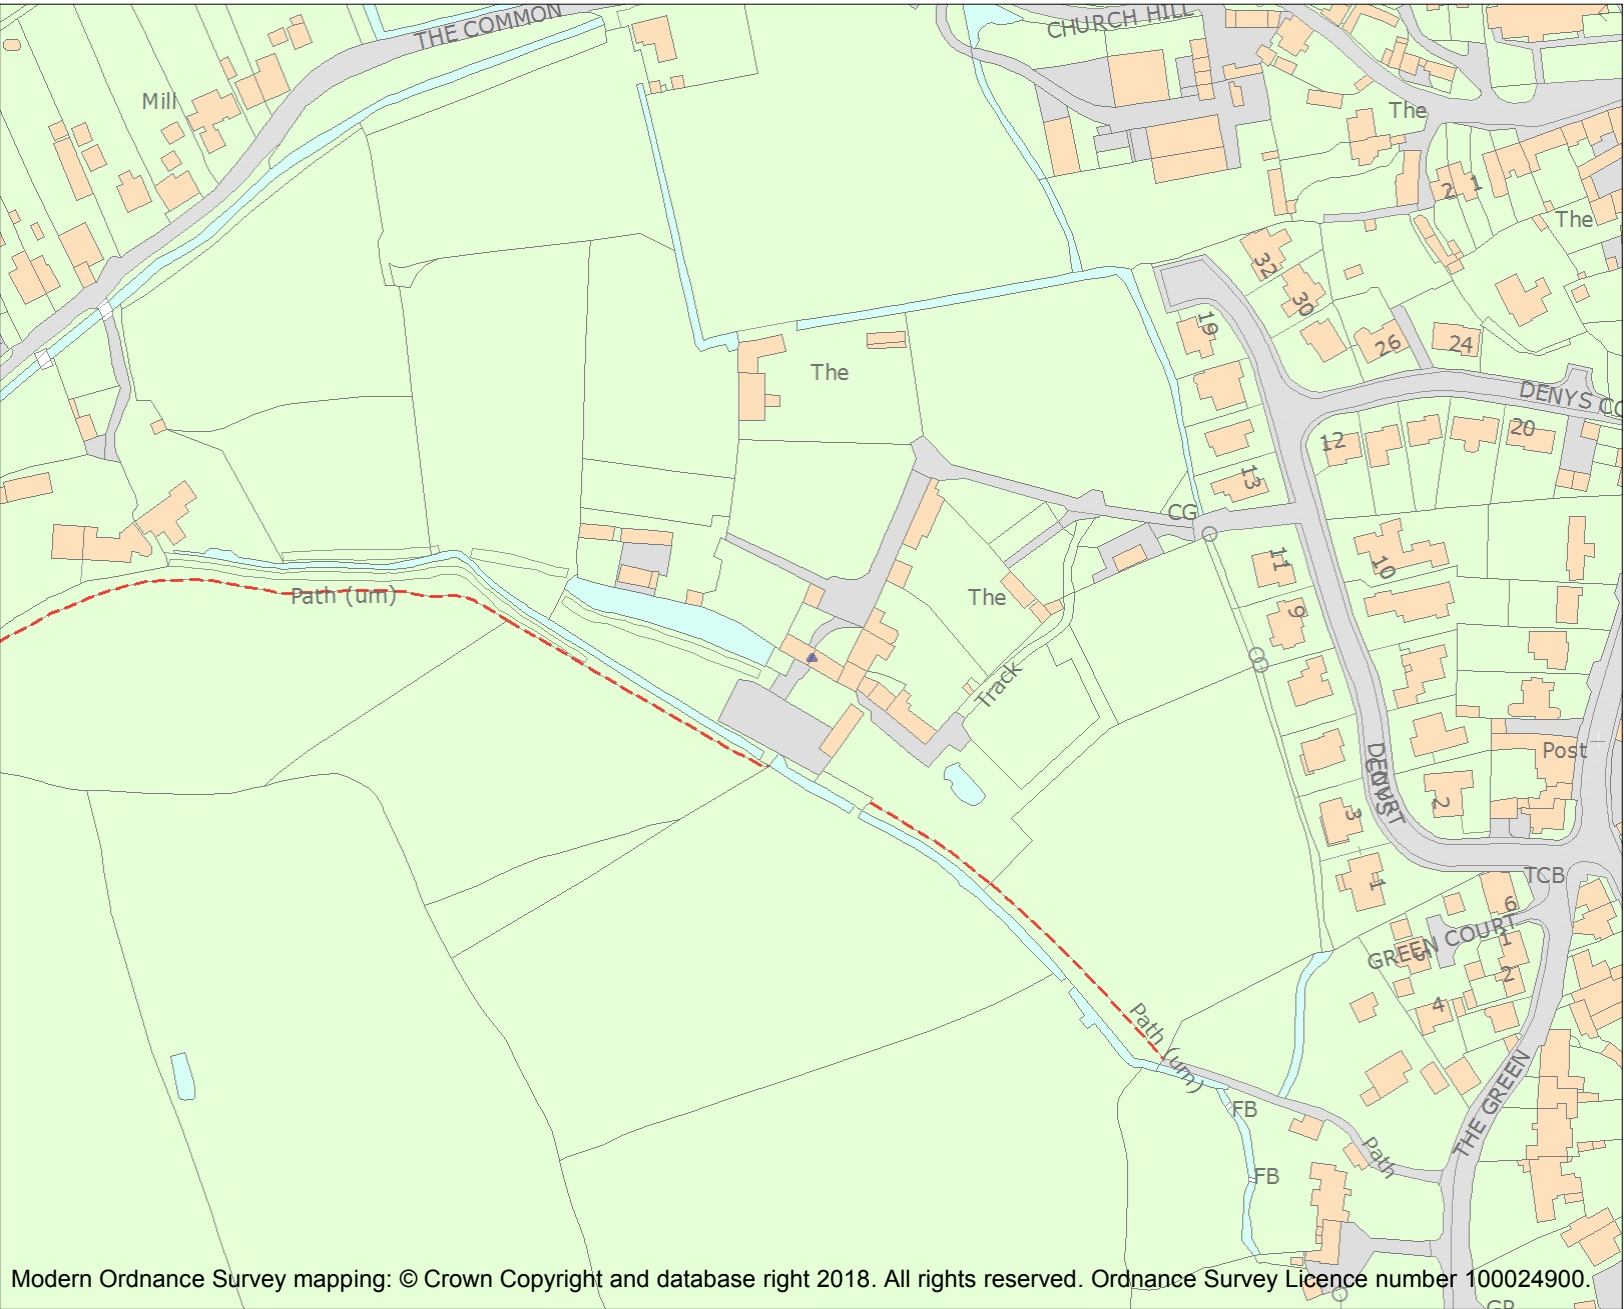 THE COMMON
CHURCH HILL
Mill
The
2
1
The
32
30
19
26
24
DENYS CO
The
12
20
13
CG
11
10
Path (um)
The
9
Track
Post
DENYS
COURT
2
3
TCB
1
6
GREEN COURT
1
5
2
4
Path (um)
FB
THE GREEN
Path
FB
Modern Ordnance Survey mapping: © Crown Copyright and database right 2018. All rights reserved. Ordnance Survey Licence number 100024900.